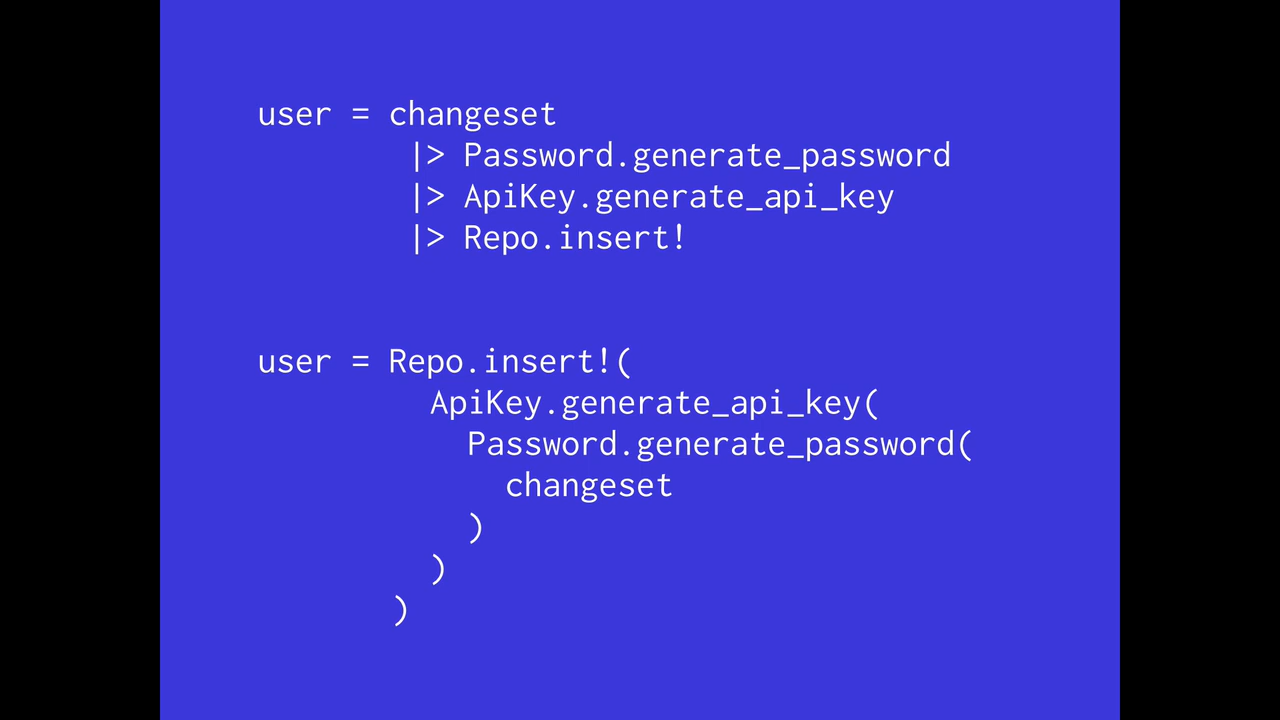 user = changeset
|> Password.generate_password
|> ApiKey.generate_api_key
|> Repo.insert!
user = Repo.insert!(
ApiKey.generate_api_key(
Password.generate_password(
changeset
)
)
)